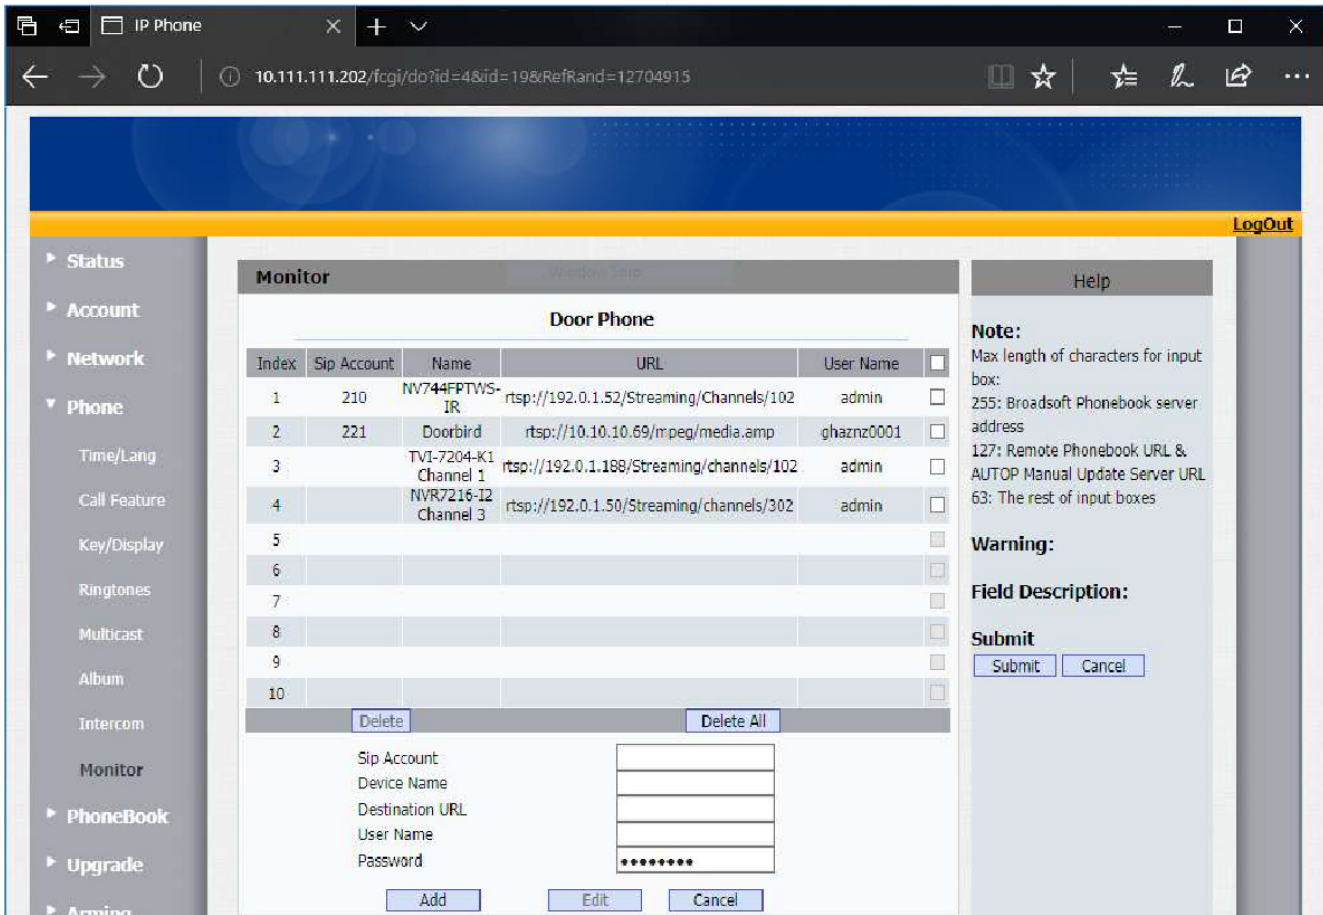 IP Phone
10.111.111.202/fcgi/do?id=4&id=19&RefRand=12704915
LogOut
Status
Account
Network
Phone
Time/Lang
Call Feature
Key/Display
Ringtones
Multicast
Album
Intercom
Monitor
PhoneBook
Upgrade
Arming
Monitor
Window Snip
Door Phone
Index Sip Account Name URL User Name
1 210 NV744FPTWS-IR rtsp://192.0.1.52/Streaming/Channels/102 admin
2 221 Doorbird rtsp://10.10.10.69/mpeg/media.amp ghaznz0001
3 TVI-7204-K1 Channel 1 rtsp://192.0.1.188/Streaming/channels/102 admin
4 NVR7216-I2 Channel 3 rtsp://192.0.1.50/Streaming/channels/302 admin
5
6
7
8
9
10
Delete Delete All
Sip Account
Device Name
Destination URL
User Name
Password ••••••••
Add Edit Cancel
Help
Note:
Max length of characters for input
box:
255: Broadsoft Phonebook server
address
127: Remote Phonebook URL &
AUTOP Manual Update Server URL
63: The rest of input boxes
Warning:
Field Description:
Submit
Submit Cancel